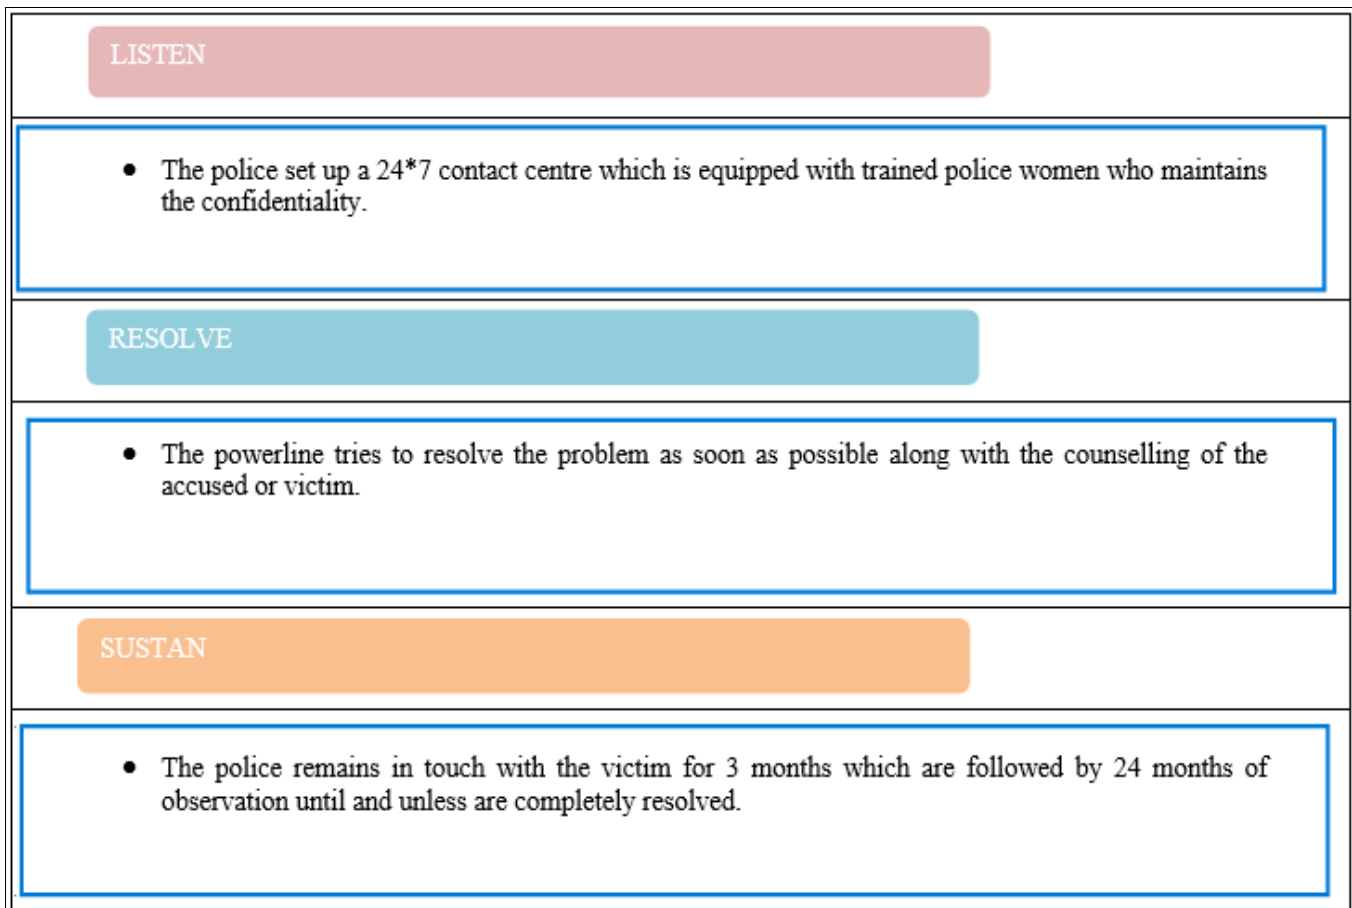 LISTEN
• The police set up a 24*7 contact centre which is equipped with trained police women who maintains
the confidentiality.
RESOLVE
• The powerline tries to resolve the problem as soon as possible along with the counselling of the
accused or victim.
SUSTAN
• The police remains in touch with the victim for 3 months which are followed by 24 months of
observation until and unless are completely resolved.